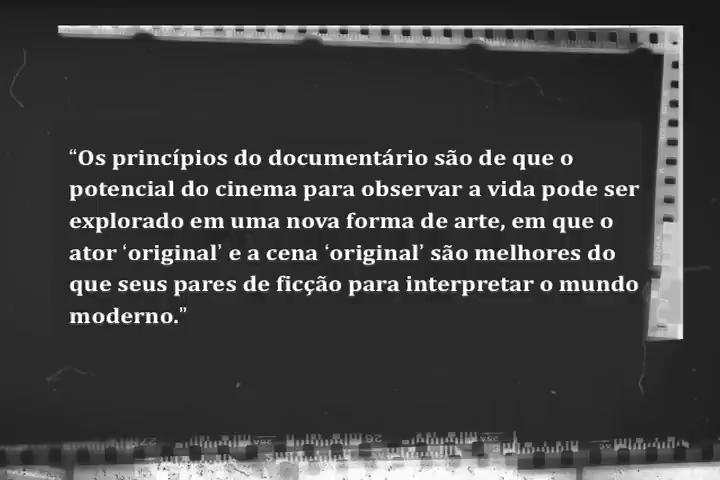 “Os princípios do documentário são de que o
potencial do cinema para observar a vida pode ser
explorado em uma nova forma de arte, em que o
ator ‘original’ e a cena ‘original’ são melhores do
que seus pares de ficção para interpretar o mundo
moderno.”